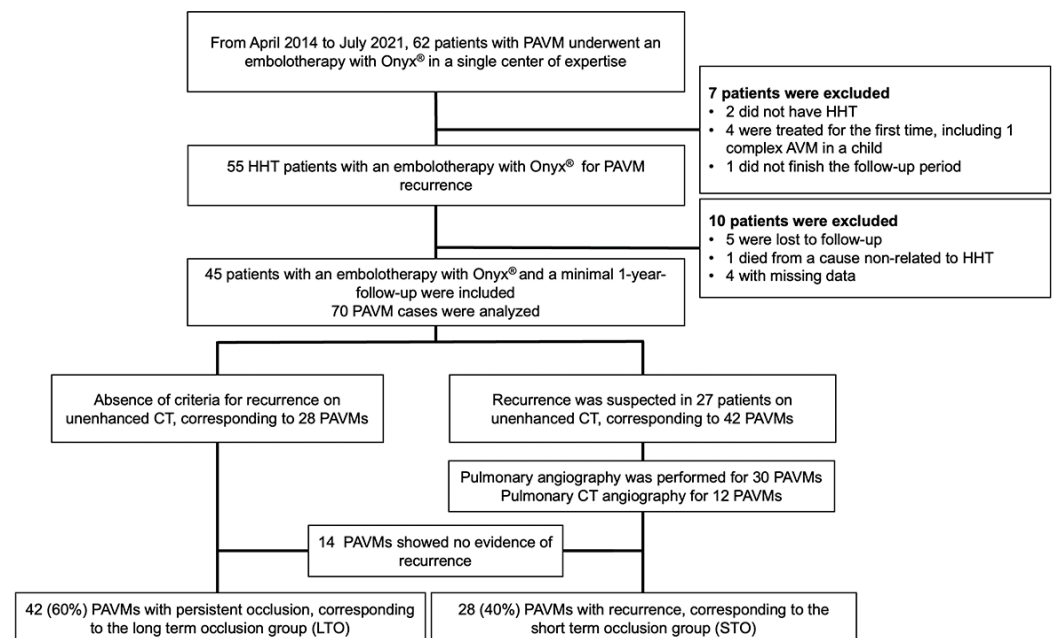 From April 2014 to July 2021, 62 patients with PAVM underwent an
embolotherapy with Onyx® in a single center of expertise
7 patients were excluded
• 2 did not have HHT
• 4 were treated for the first time, including 1
complex AVM in a child
• 1 did not finish the follow-up period
55 HHT patients with an embolotherapy with Onyx® for PAVM
recurrence
10 patients were excluded
• 5 were lost to follow-up
• 1 died from a cause non-related to HHT
• 4 with missing data
45 patients with an embolotherapy with Onyx® and a minimal 1-year-
follow-up were included
70 PAVM cases were analyzed
Absence of criteria for recurrence on
unenhanced CT, corresponding to 28 PAVMs
Recurrence was suspected in 27 patients on
unenhanced CT, corresponding to 42 PAVMs
Pulmonary angiography was performed for 30 PAVMs
Pulmonary CT angiography for 12 PAVMs
14 PAVMs showed no evidence of
recurrence
42 (60%) PAVMs with persistent occlusion, corresponding
to the long term occlusion group (LTO)
28 (40%) PAVMs with recurrence, corresponding to the
short term occlusion group (STO)